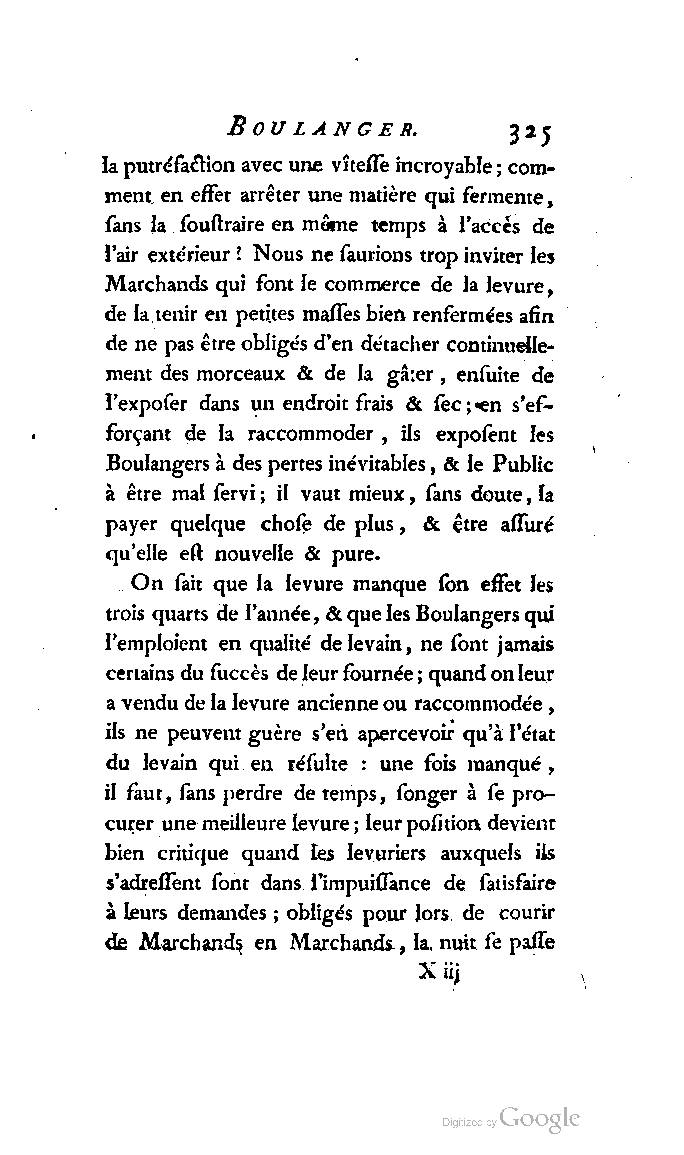 BOULANGER. 325
la putréfaction avec une vîteſſe incroyable ; com-
ment en effet arrêter une matière qui fermente,
ſans la ſouſtraire en même temps à l'accès de
l'air extérieur ? Nous ne ſaurions trop inviter les
Marchands qui font le commerce de la levure,
de la tenir en petites maſſes bien renfermées afin
de ne pas être obligés d'en détacher continuelle-
ment des morceaux & de la gâter, enſuite de
l'expoſer dans un endroit frais & ſec ; en s'ef-
forçant de la raccommoder, ils expoſent les
Boulangers à des pertes inévitables, & le Public
à être mal ſervi ; il vaut mieux, ſans doute, la
payer quelque choſe de plus, & être aſſuré
qu'elle eſt nouvelle & pure.
On ſait que la levure manque ſon effet les
trois quarts de l'année, & que les Boulangers qui
l'emploient en qualité de levain, ne ſont jamais
certains du ſuccès de leur fournée ; quand on leur
a vendu de la levure ancienne ou raccommodée,
ils ne peuvent guère s'en apercevoir qu'à l'état
du levain qui en réſulte : une fois manqué,
il faut, ſans perdre de temps, ſonger à ſe pro-
curer une meilleure levure ; leur poſition devient
bien critique quand les levuriers auxquels ils
s'adreſſent ſont dans l'impuiſſance de ſatisfaire
à leurs demandes ; obligés pour lors de courir
de Marchands en Marchands, la nuit ſe paſſe
X iij
Digitized by Google